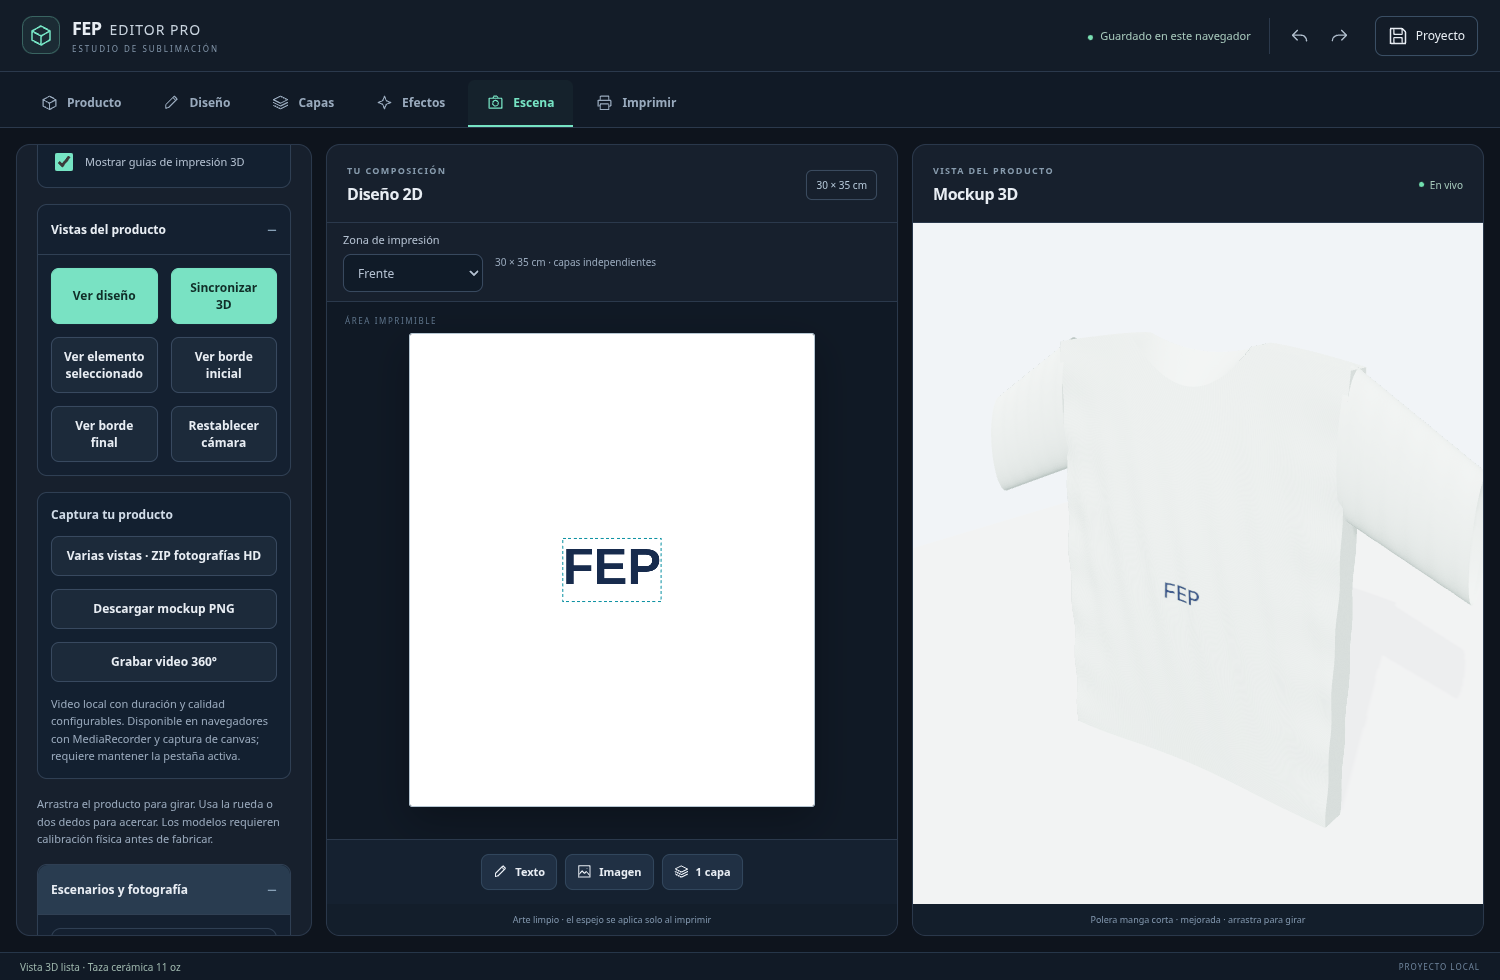 FEP EDITOR PRO
ESTUDIO DE SUBLIMACIÓN
Guardado en este navegador
Proyecto
Producto
Diseño
Capas
Efectos
Escena
Imprimir
Mostrar guías de impresión 3D
Vistas del producto
Ver diseño
Sincronizar
3D
Ver elemento
seleccionado
Ver borde
inicial
Ver borde
final
Restablecer
cámara
Captura tu producto
Varias vistas · ZIP fotografías HD
Descargar mockup PNG
Grabar video 360°
Video local con duración y calidad
configurables. Disponible en navegadores
con MediaRecorder y captura de canvas;
requiere mantener la pestaña activa.
Arrastra el producto para girar. Usa la rueda o
dos dedos para acercar. Los modelos requieren
calibración física antes de fabricar.
Escenarios y fotografía
TU COMPOSICIÓN
Diseño 2D
30 × 35 cm
Zona de impresión
Frente
30 × 35 cm · capas independientes
ÁREA IMPRIMIBLE
FEP
Texto
Imagen
1 capa
Arte limpio · el espejo se aplica solo al imprimir
VISTA DEL PRODUCTO
Mockup 3D
En vivo
FEP
Polera manga corta · mejorada · arrastra para girar
Vista 3D lista · Taza cerámica 11 oz
PROYECTO LOCAL